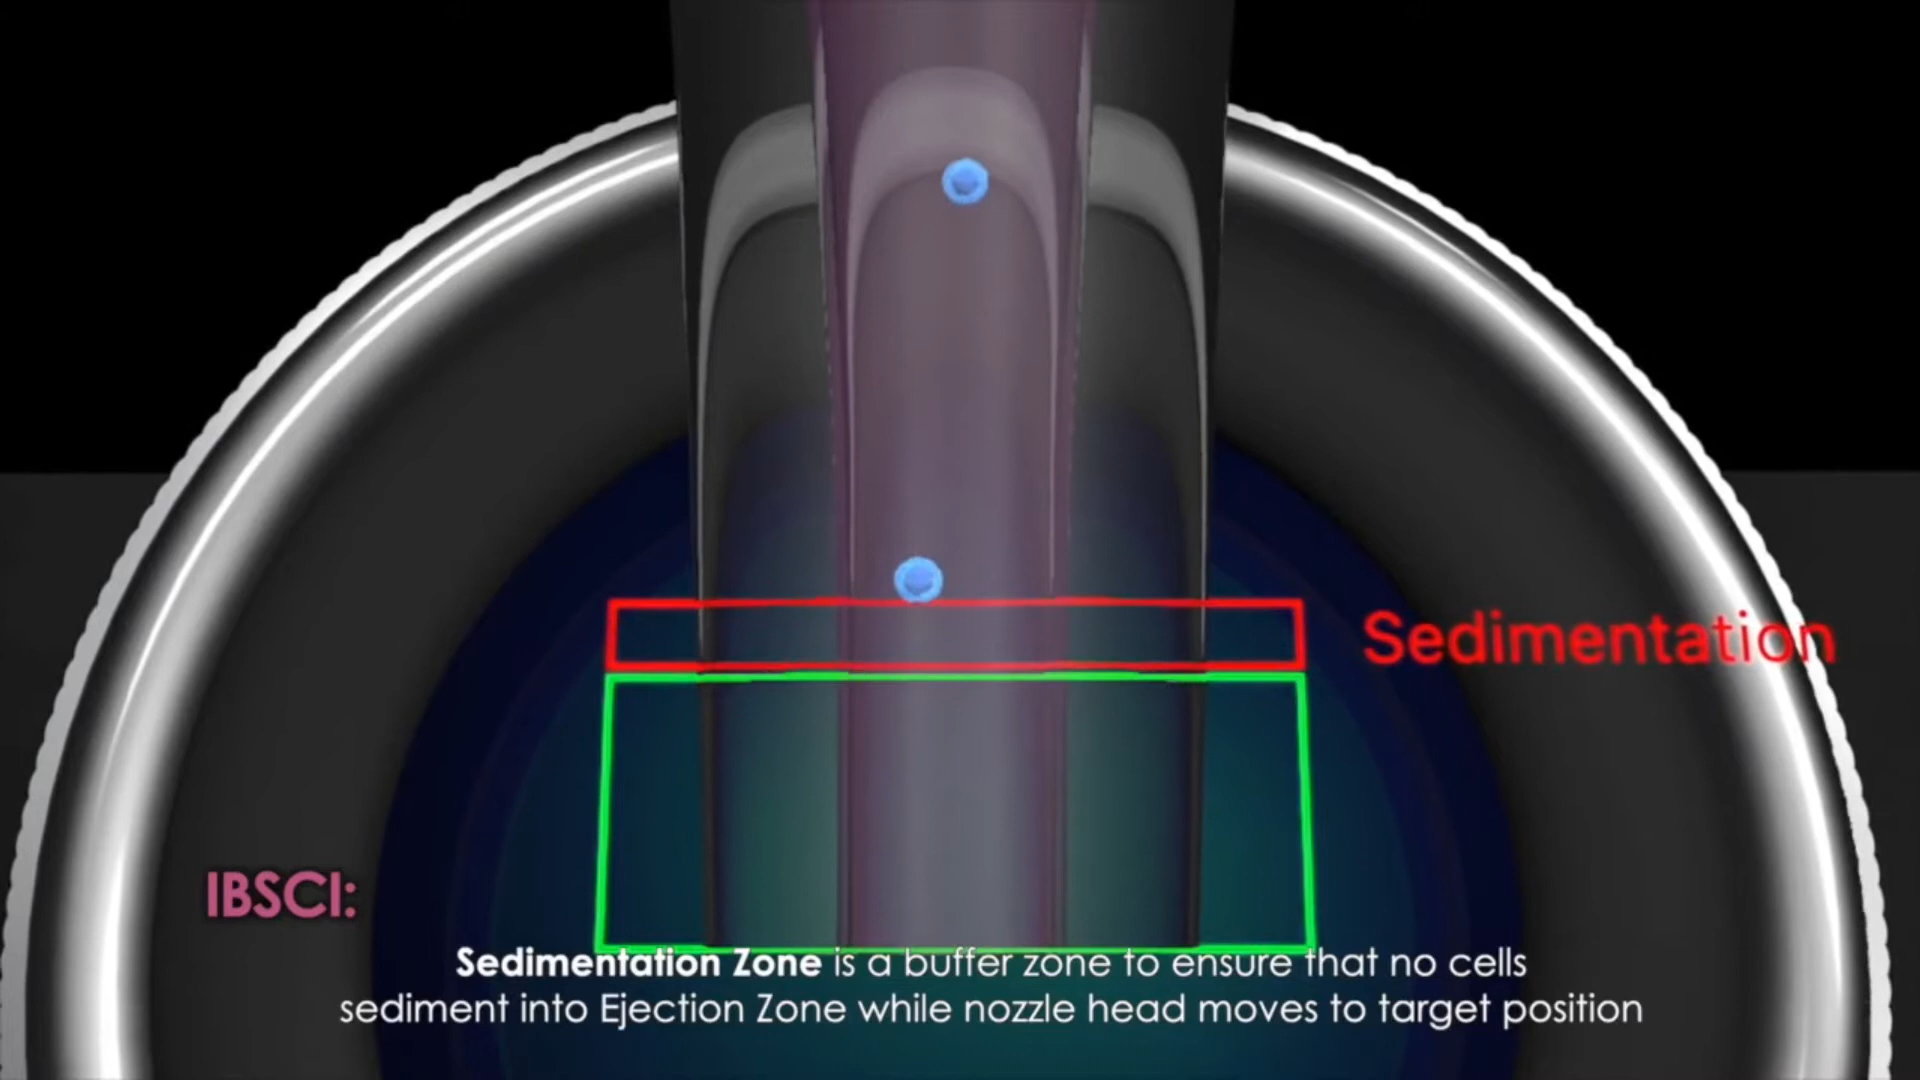 Sedimentation
IBSCI:
Sedimentation Zone is a buffer zone to ensure that no cells
sediment into Ejection Zone while nozzle head moves to target position